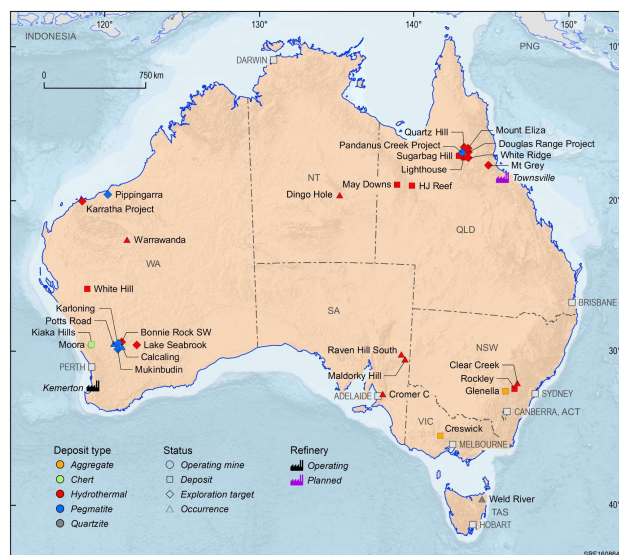 INDONESIA
120°
130°
140°
150°
PNG
10°
0
750 km
DARWIN
Quartz Hill
Mount Eliza
Pandanus Creek Project
Douglas Range Project
Sugarbag Hill
White Ridge
Lighthouse
Mt Grey
NT
May Downs
HJ Reef
Townsville
Pippingarra
Dingo Hole
20°
Karratha Project
QLD
Warrawanda
WA
White Hill
BRISBANE
SA
Karloning
Potts Road
Bonnie Rock SW
Kiaka Hills
Lake Seabrook
Moora
Calcaling
Mukinbudin
Raven Hill South
NSW
30°
Maldorky Hill
Clear Creek
PERTH
Rockley
Glenella
Kemerton
Cromer C
ADELAIDE
SYDNEY
CANBERRA, ACT
VIC
Creswick
MELBOURNE
Deposit type
Status
Refinery
Aggregate
Operating mine
Operating
Chert
Deposit
Planned
Hydrothermal
Exploration target
Pegmatite
Occurrence
Quartzite
Weld River
TAS
40°
HOBART
SRE160864